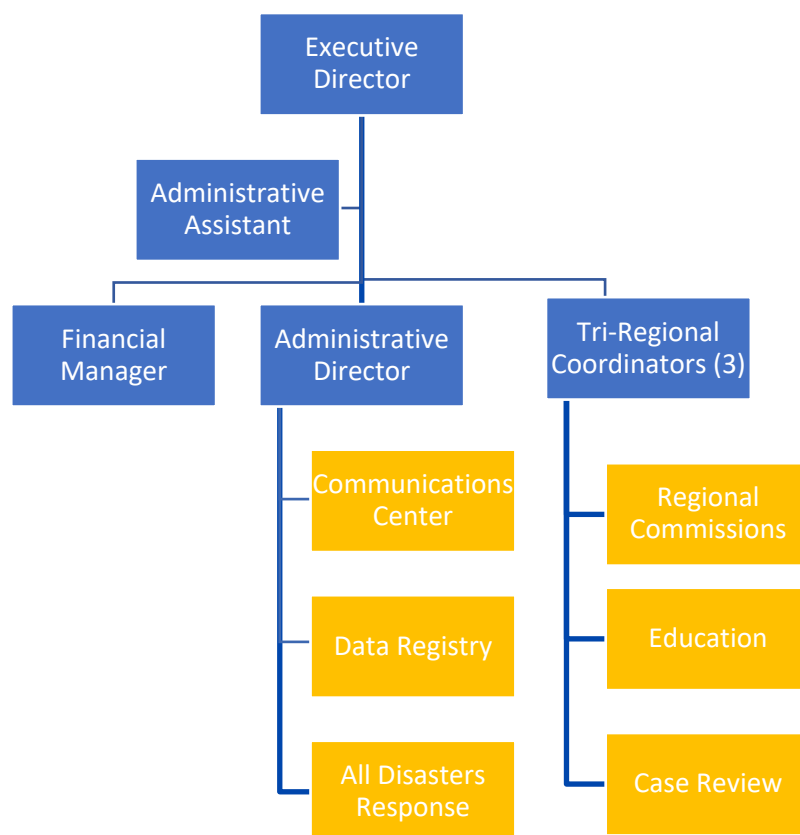 Executive
Director
Administrative
Assistant
Financial
Manager
Administrative
Director
Tri-Regional
Coordinators (3)
Communications
Center
Data Registry
All Disasters
Response
Regional
Commissions
Education
Case Review